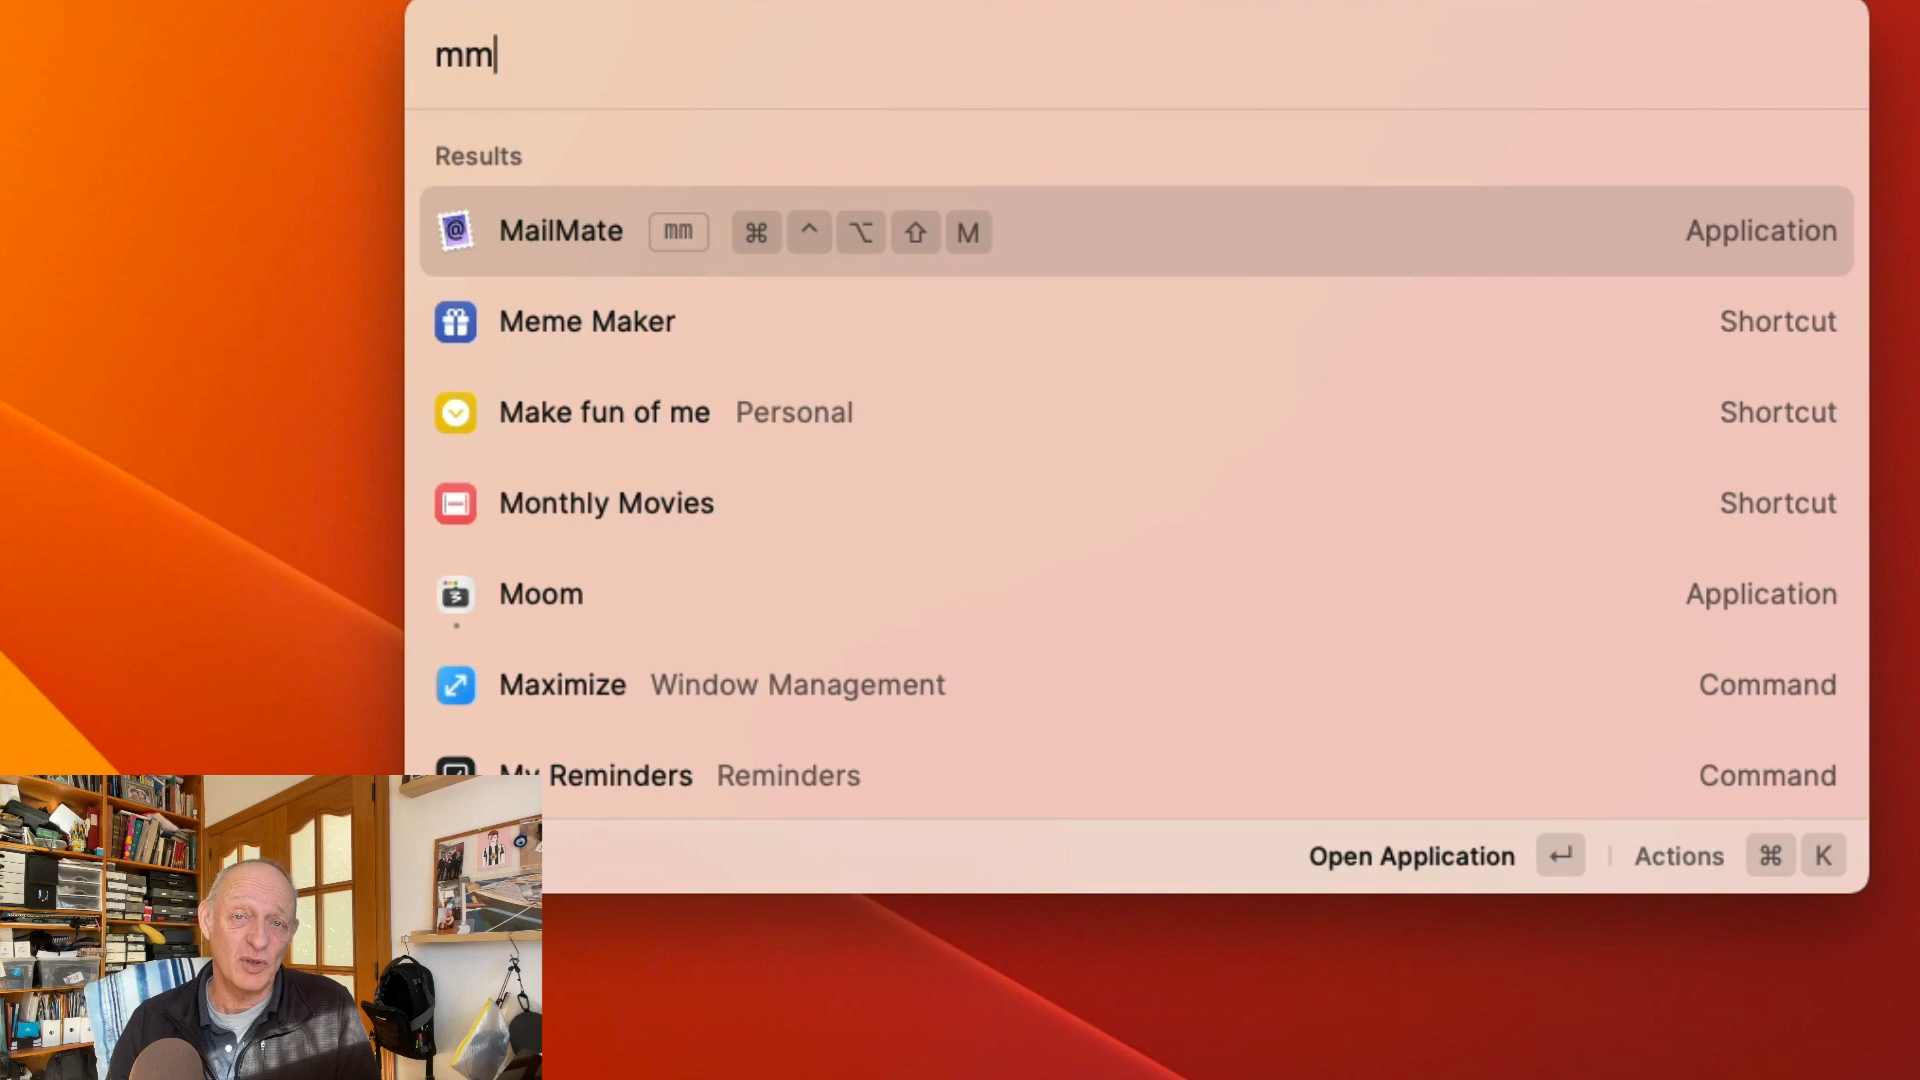 mm
Results
MailMate mm ⌘ ^ ⌥ ⇧ M Application
Meme Maker Shortcut
Make fun of me Personal Shortcut
Monthly Movies Shortcut
Moom Application
Maximize Window Management Command
My Reminders Reminders Command
Open Application ↵ Actions ⌘ K